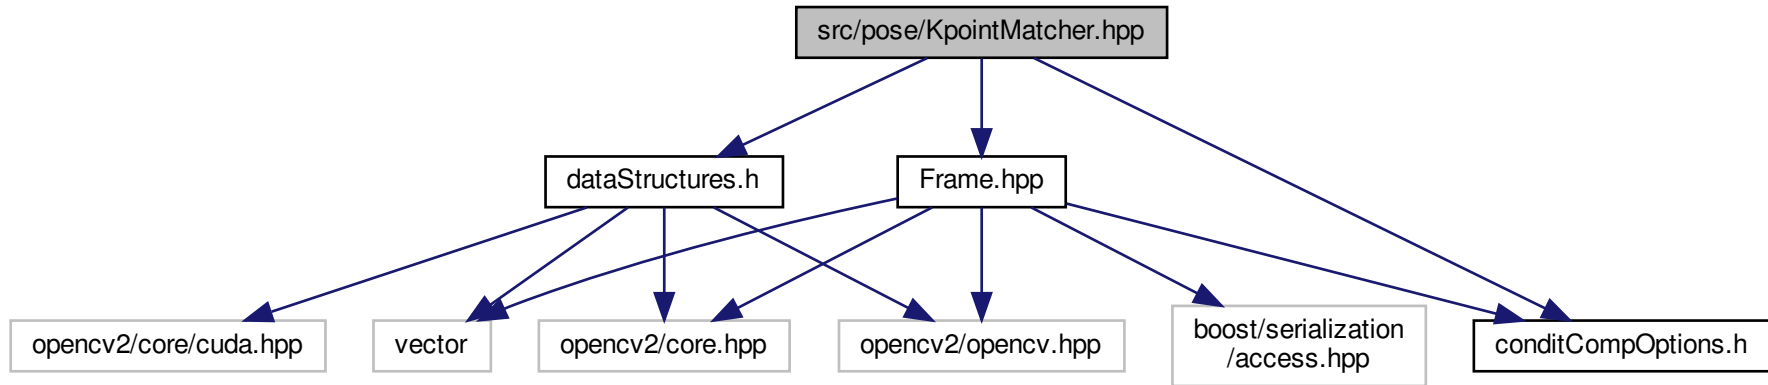 src/pose/KpointMatcher.hpp
dataStructures.h
Frame.hpp
opencv2/core/cuda.hpp
vector
opencv2/core.hpp
opencv2/opencv.hpp
boost/serialization
/access.hpp
conditCompOptions.h